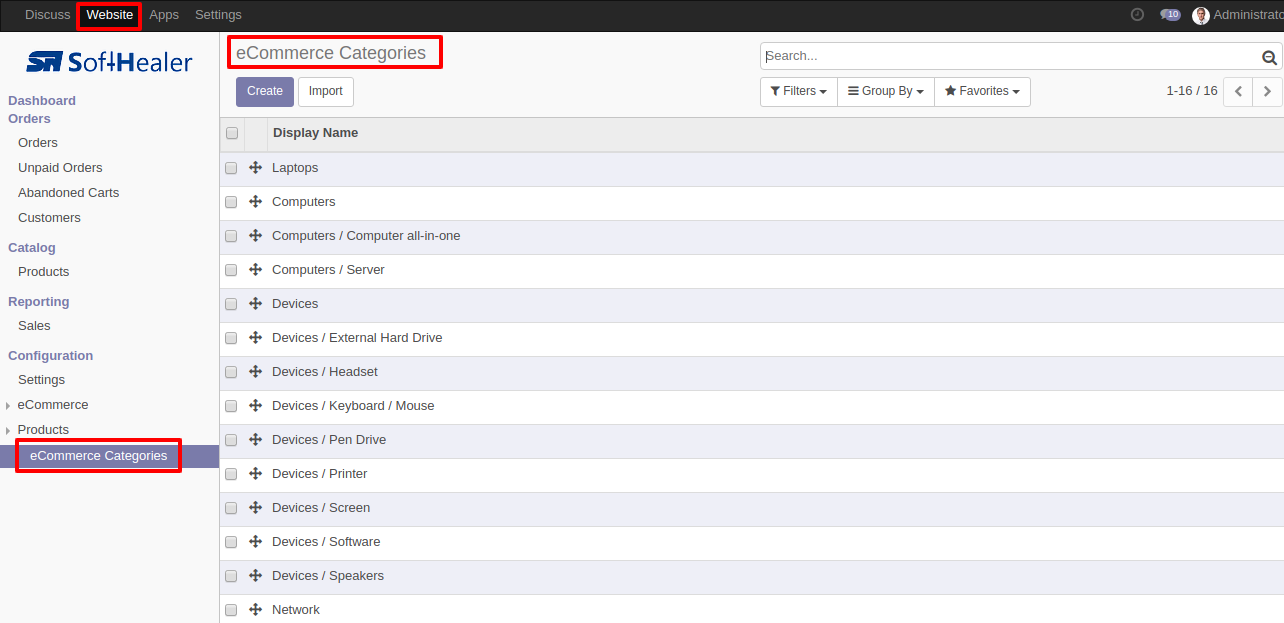 Discuss Website Apps Settings 10 Administrato
SoftHealer
Dashboard
Orders
Orders
Unpaid Orders
Abandoned Carts
Customers
Catalog
Products
Reporting
Sales
Configuration
Settings
eCommerce
Products
eCommerce Categories
eCommerce Categories
Search...
Create Import
Filters Group By Favorites 1-16 / 16
Display Name
Laptops
Computers
Computers / Computer all-in-one
Computers / Server
Devices
Devices / External Hard Drive
Devices / Headset
Devices / Keyboard / Mouse
Devices / Pen Drive
Devices / Printer
Devices / Screen
Devices / Software
Devices / Speakers
Network